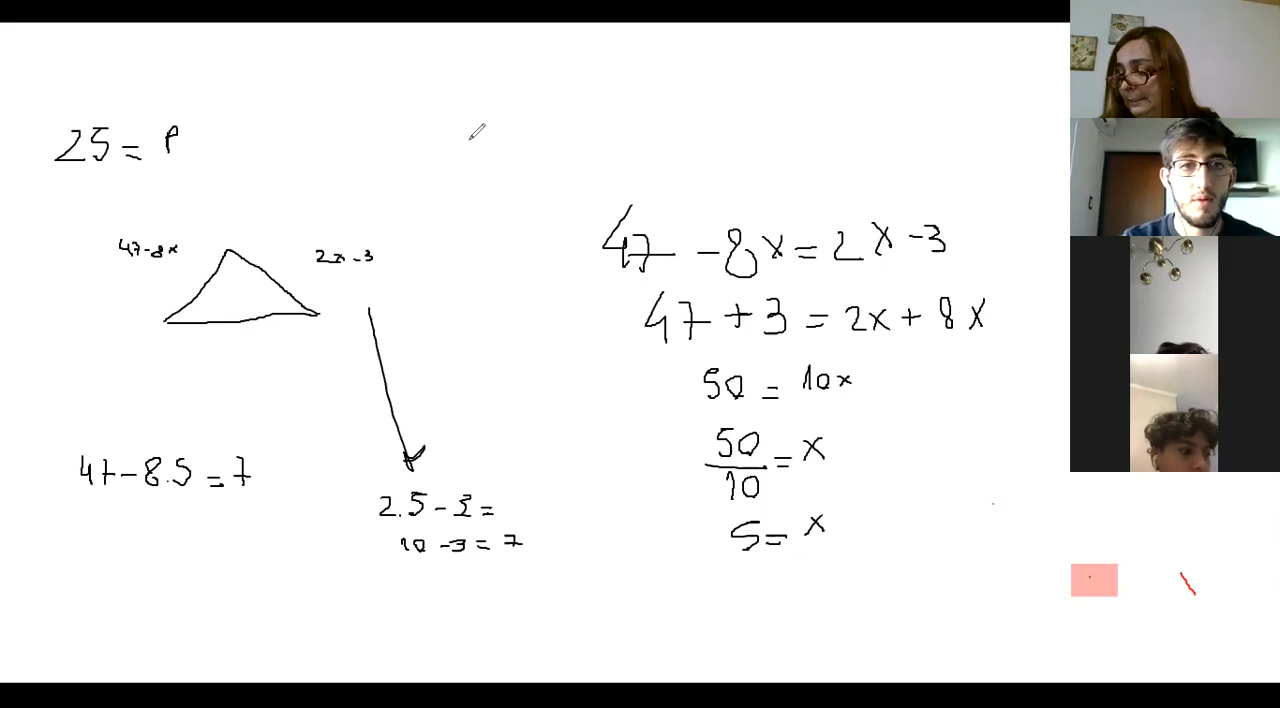 25 = P
47-8x
2x-3
47-8.5=7
2.5-3=
10-3=7
47-8x=2x-3
47+3=2x+8x
50=10x
50/10=x
5=x